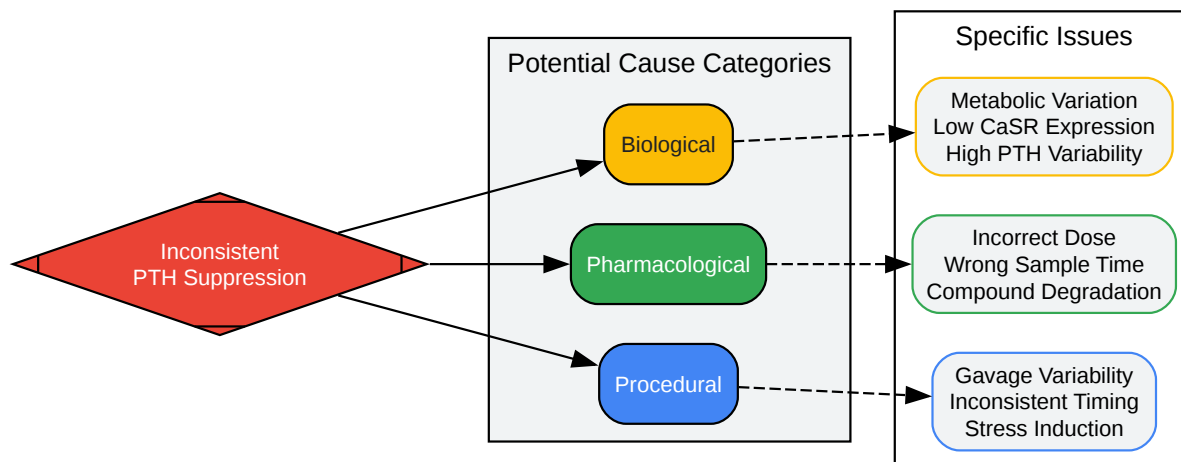 Inconsistent
PTH Suppression
Potential Cause Categories
Biological
Pharmacological
Procedural
Specific Issues
Metabolic Variation
Low CaSR Expression
High PTH Variability
Incorrect Dose
Wrong Sample Time
Compound Degradation
Gavage Variability
Inconsistent Timing
Stress Induction